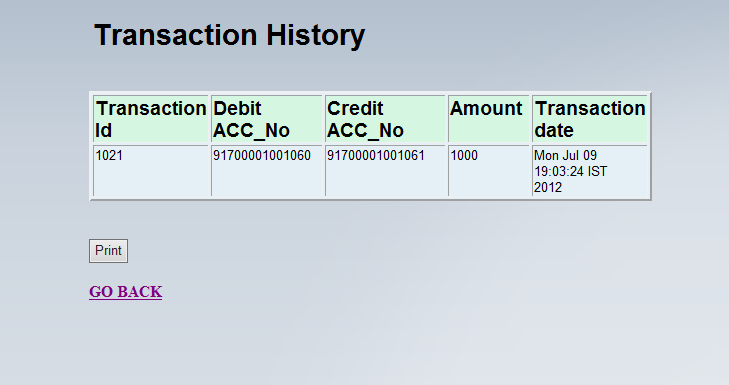 Transaction History
Transaction Debit Credit Amount Transaction
Id ACC_No ACC_No date
1021 91700001001060 91700001001061 1000 Mon Jul 09
19:03:24 IST
2012
Print
GO BACK